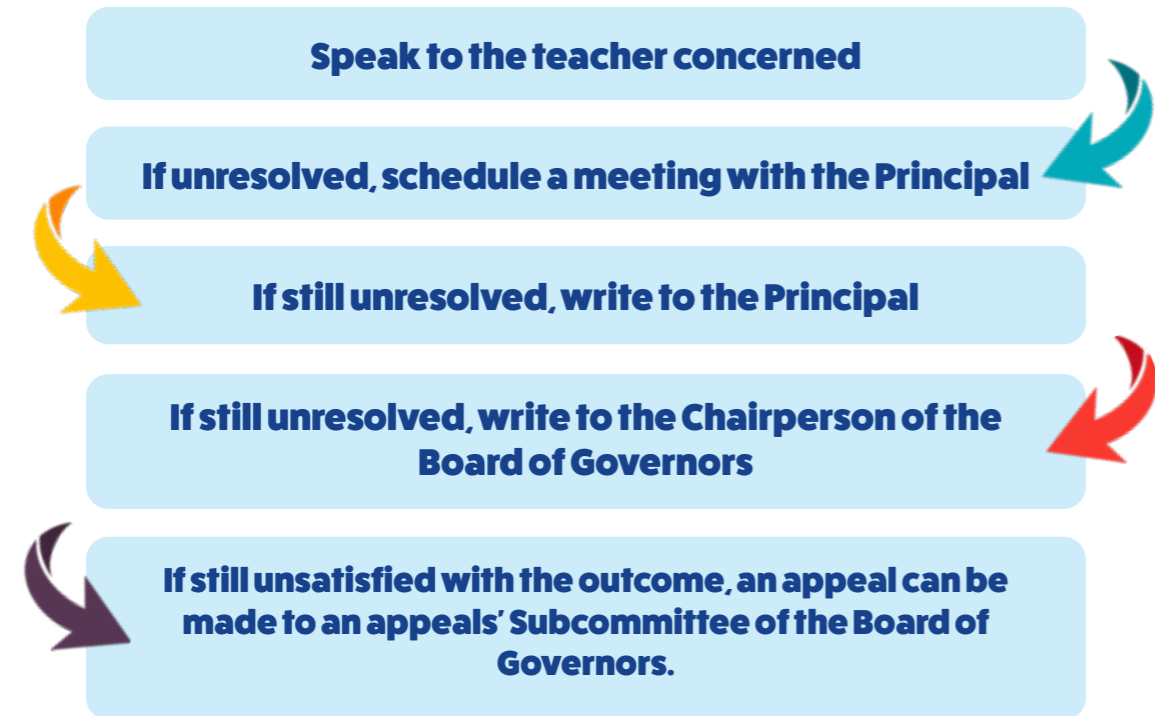 Speak to the teacher concerned
If unresolved, schedule a meeting with the Principal
If still unresolved, write to the Principal
If still unresolved, write to the Chairperson of the
Board of Governors
If still unsatisfied with the outcome, an appeal can be
made to an appeals’ Subcommittee of the Board of
Governors.